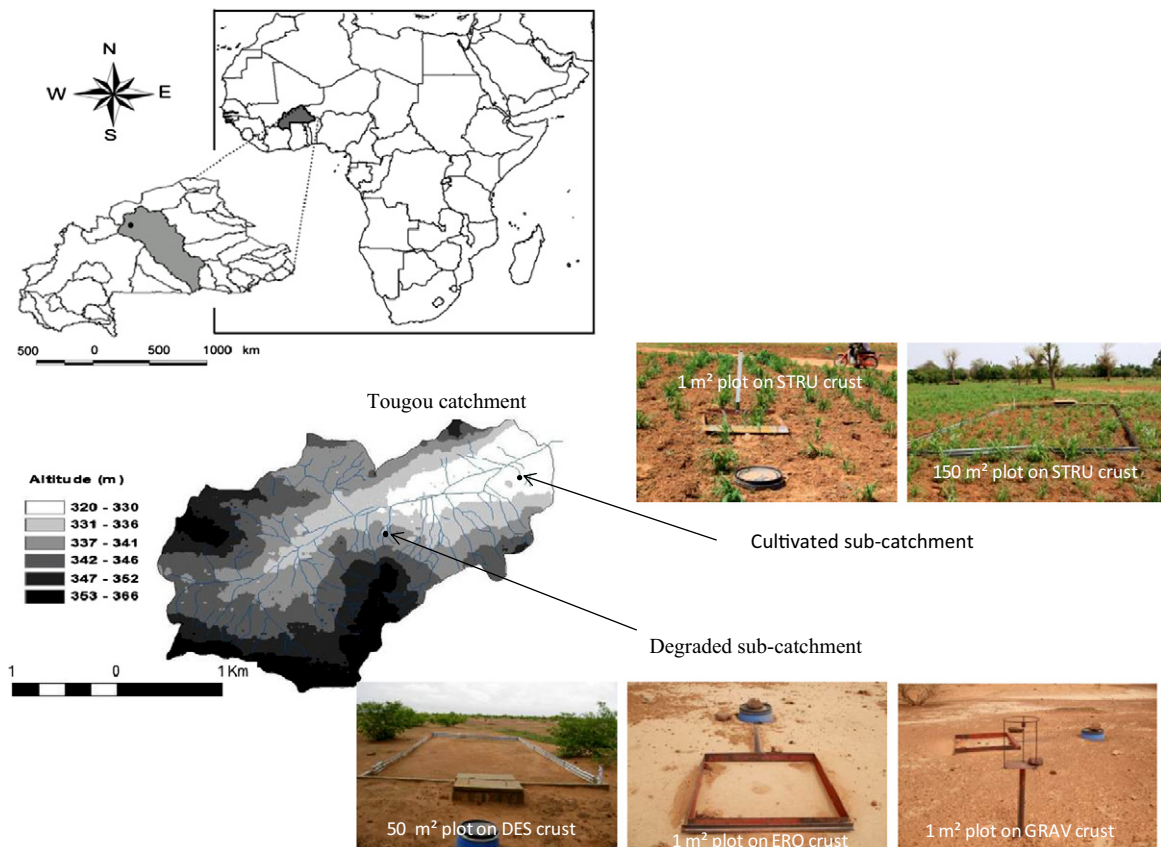 N
W E
S
500 0 500 1000 km
Tougou catchment
Altitude (m)
320 - 330
331 - 336
337 - 341
342 - 346
347 - 352
353 - 366
1 0 1 Km
1 m² plot on STRU crust
150 m² plot on STRU crust
Cultivated sub-catchment
Degraded sub-catchment
50 m² plot on DES crust
1 m² plot on ERO crust
1 m² plot on GRAV crust